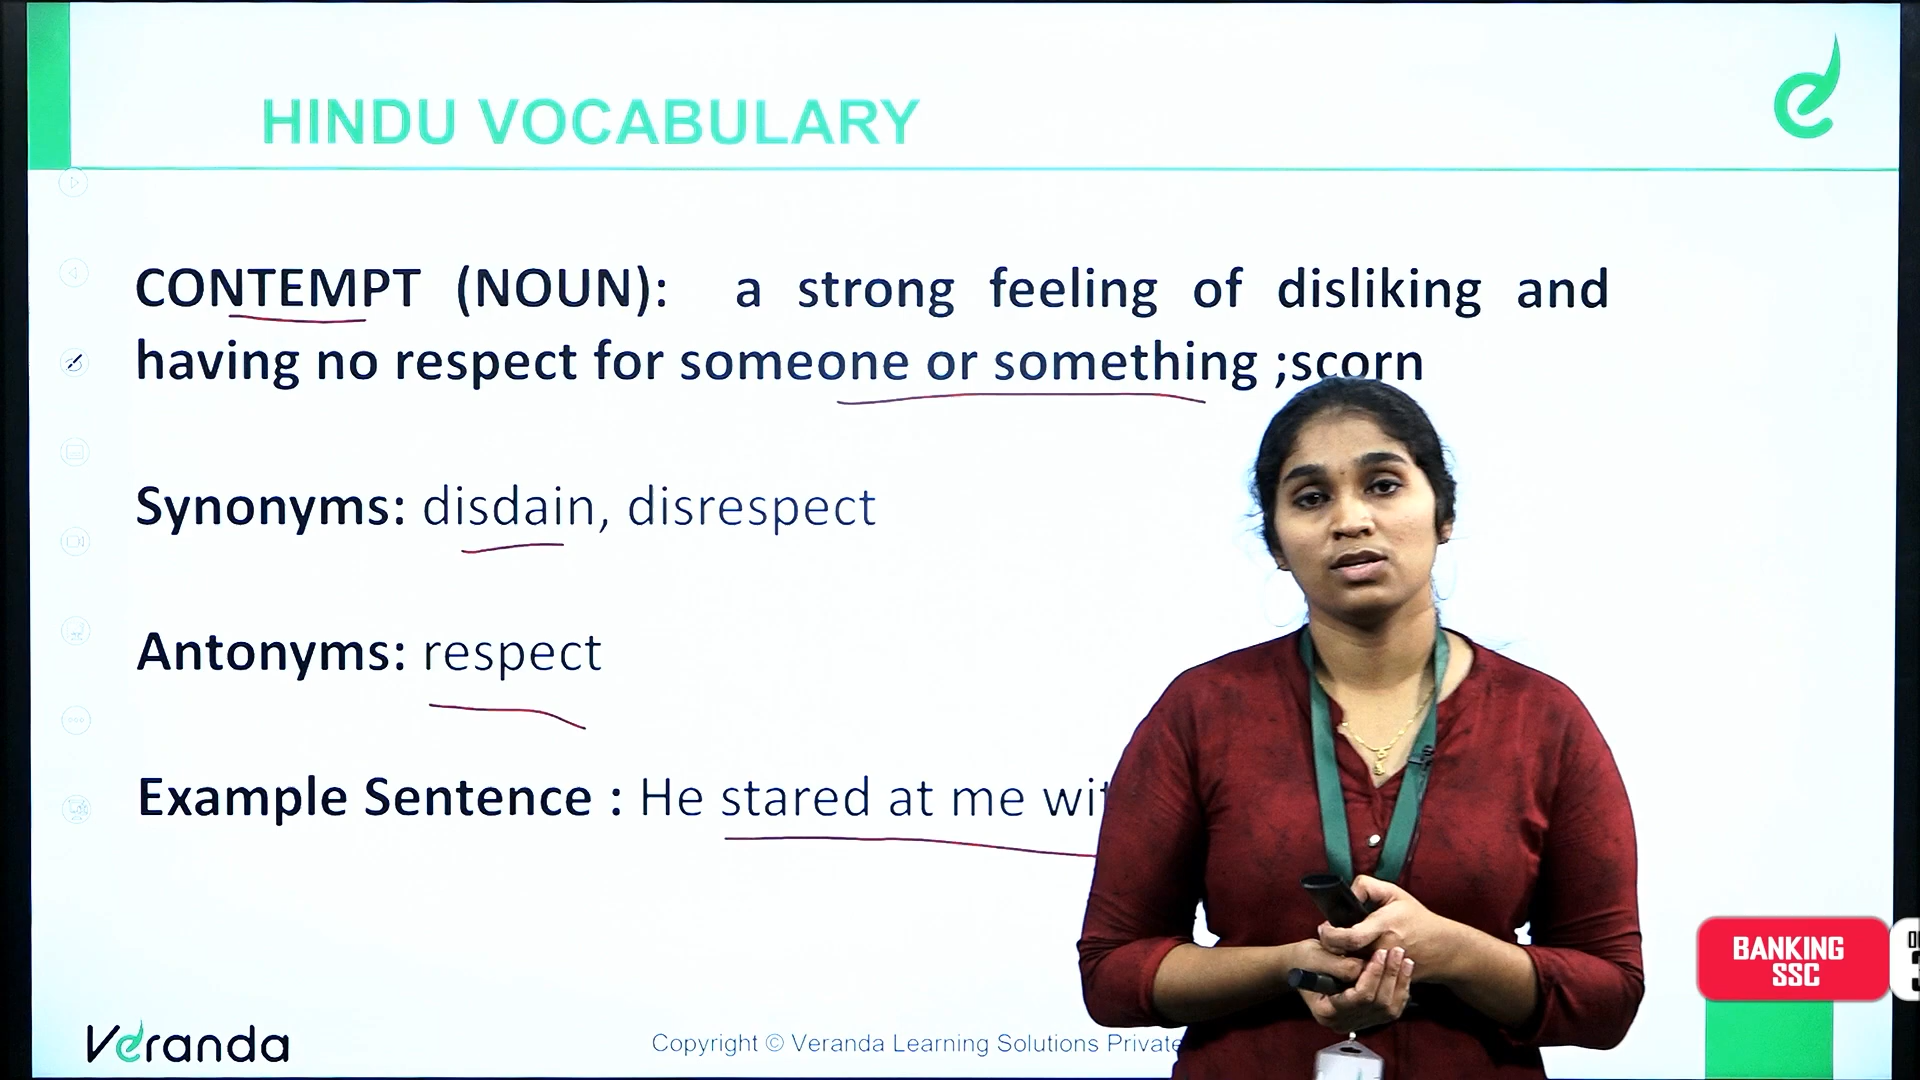 HINDU VOCABULARY
CONTEMPT (NOUN): a strong feeling of disliking and
having no respect for someone or something ;scorn
Synonyms: disdain, disrespect
Antonyms: respect
Example Sentence : He stared at me
Veranda
Copyright © Veranda Learning Solutions Private
BANKING
SSC